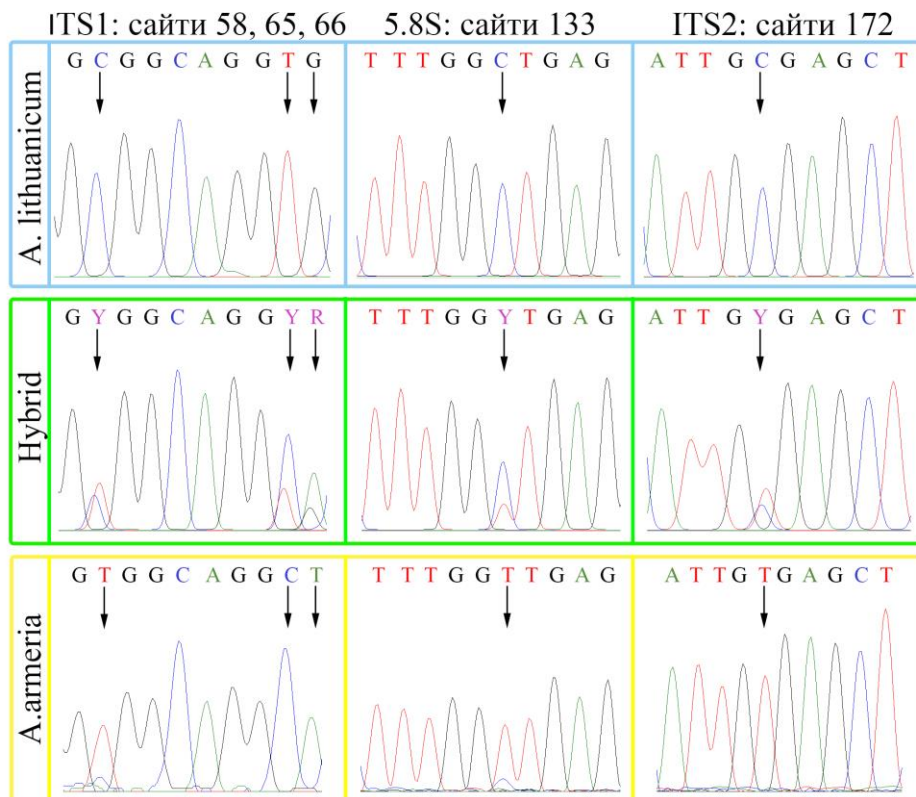 ITS1: сайти 58, 65, 66 5.8S: сайти 133 ITS2: сайти 172
A. lithuanicum
G C G G C A G G T G T T T G G C T G A G A T T G C G A G C T
Hybrid
G Y G G C A G G Y R T T T G G Y T G A G A T T G Y G A G C T
A.armeria
G T G G C A G G C T T T T G G T T G A G A T T G T G A G C T